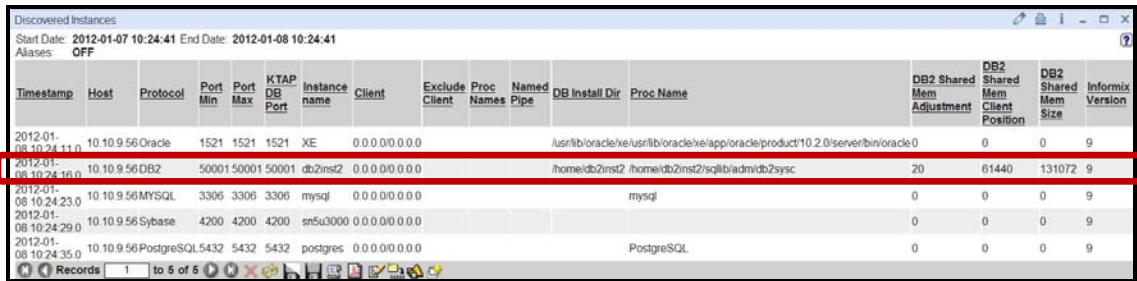 Discovered Instances
Start Date: 2012-01-07 10:24:41 End Date: 2012-01-08 10:24:41
Aliases: OFF
Timestamp Host Protocol Port Min Port Max KTAP DB Port Instance name Client Exclude Client Proc Names Named Pipe DB Install Dir Proc Name DB2 Shared Mem Adjustment DB2 Shared Mem Client Position DB2 Shared Mem Size Informix Version
2012-01-08 10:24:11.0 10.10.9.56 Oracle 1521 1521 1521 XE 0.0.0.0/0.0.0.0 /usr/lib/oracle/xe /usr/lib/oracle/xe/app/oracle/product/10.2.0/server/bin/oracle 0 0 0 9
2012-01-08 10:24:16.0 10.10.9.56 DB2 50001 50001 50001 db2inst2 0.0.0.0/0.0.0.0 /home/db2inst2 /home/db2inst2/sqllib/adm/db2sysc 20 61440 131072 9
2012-01-08 10:24:23.0 10.10.9.56 MYSQL 3306 3306 3306 mysql 0.0.0.0/0.0.0.0 mysql 0 0 0 9
2012-01-08 10:24:29.0 10.10.9.56 Sybase 4200 4200 4200 sn5u3000 0.0.0.0/0.0.0.0 0 0 0 9
2012-01-08 10:24:35.0 10.10.9.56 PostgreSQL 5432 5432 5432 postgres 0.0.0.0/0.0.0.0 PostgreSQL 0 0 0 9
Records 1 to 5 of 5